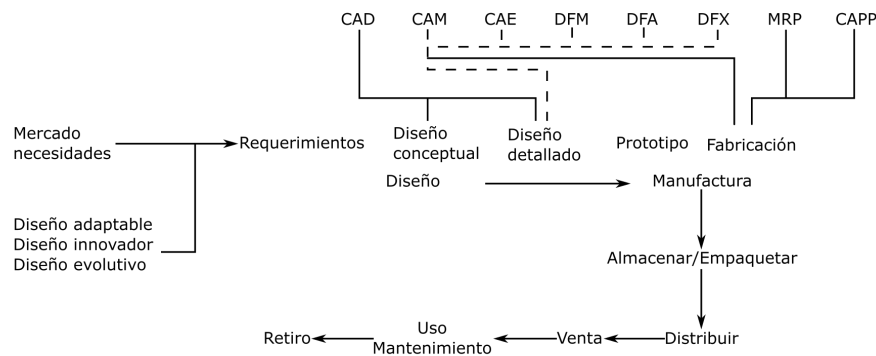 CAD CAM CAE DFM DFA DFX MRP CAPP
Mercado
necesidades
Requerimientos
Diseño
conceptual
Diseño
detallado
Prototipo
Fabricación
Diseño
Manufactura
Diseño adaptable
Diseño innovador
Diseño evolutivo
Almacenar/Empaquetar
Retiro
Uso
Mantenimiento
Venta
Distribuir